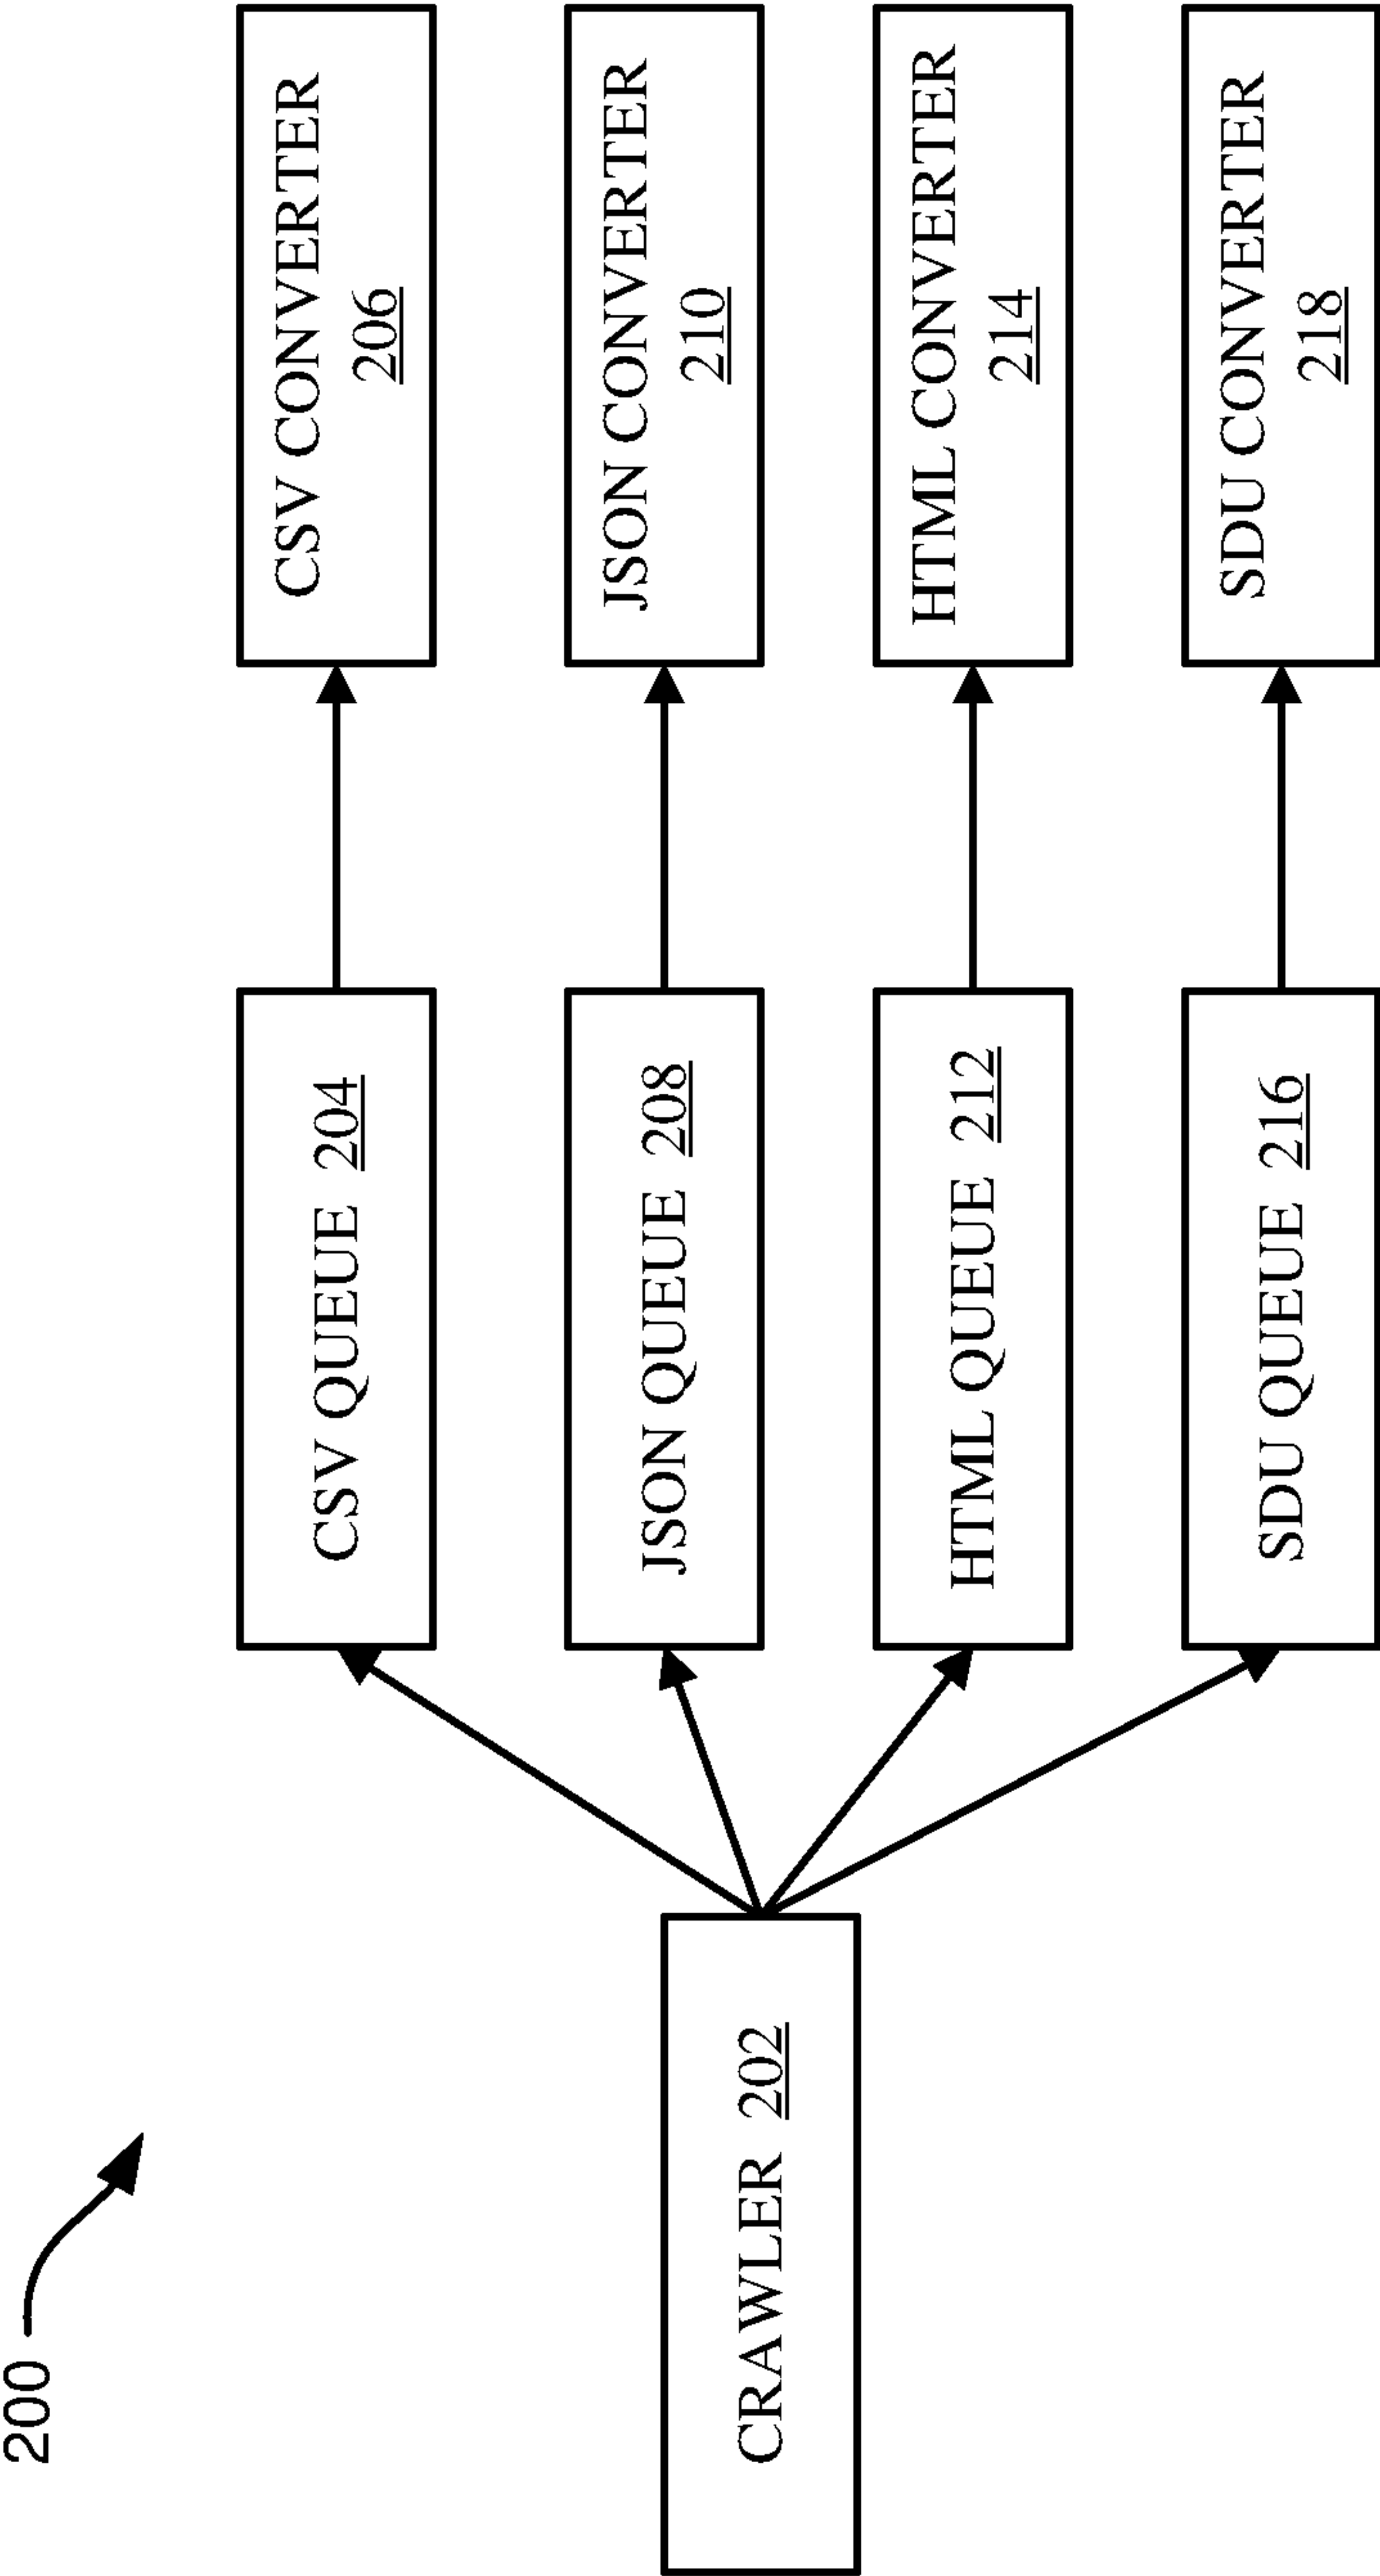 200
CRAWLER 202
CSV QUEUE 204
CSV CONVERTER
206
JSON QUEUE 208
JSON CONVERTER
210
HTML QUEUE 212
HTML CONVERTER
214
SDU QUEUE 216
SDU CONVERTER
218